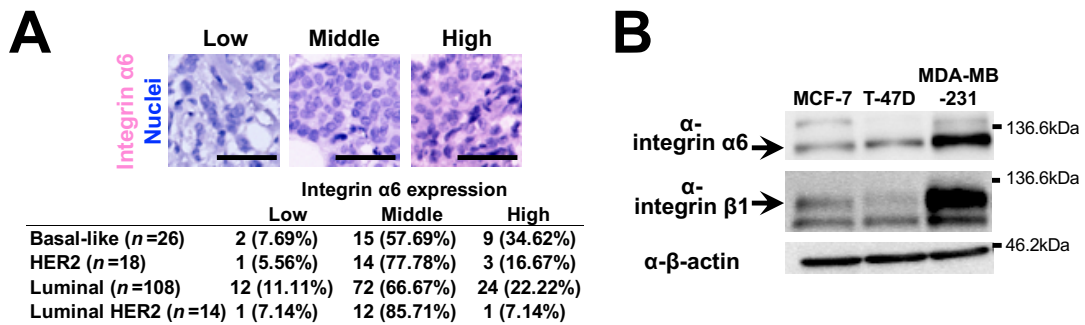 A
Low Middle High
Integrin α6
Nuclei
Integrin α6 expression
Low Middle High
Basal-like (n=26) 2 (7.69%) 15 (57.69%) 9 (34.62%)
HER2 (n=18) 1 (5.56%) 14 (77.78%) 3 (16.67%)
Luminal (n=108) 12 (11.11%) 72 (66.67%) 24 (22.22%)
Luminal HER2 (n=14) 1 (7.14%) 12 (85.71%) 1 (7.14%)
B
MCF-7 T-47D MDA-MB
-231
α-
integrin α6
136.6kDa
α-
integrin β1
136.6kDa
α-β-actin
46.2kDa